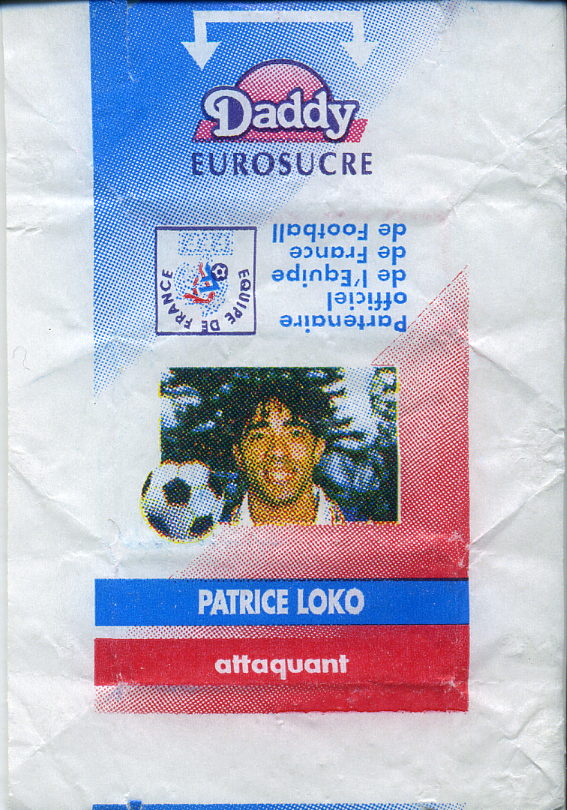 Daddy
EUROSUCRE
Partenaire
officiel
de l'Equipe
de France
de Football
EQUIPE DE FRANCE
PATRICE LOKO
attaquant